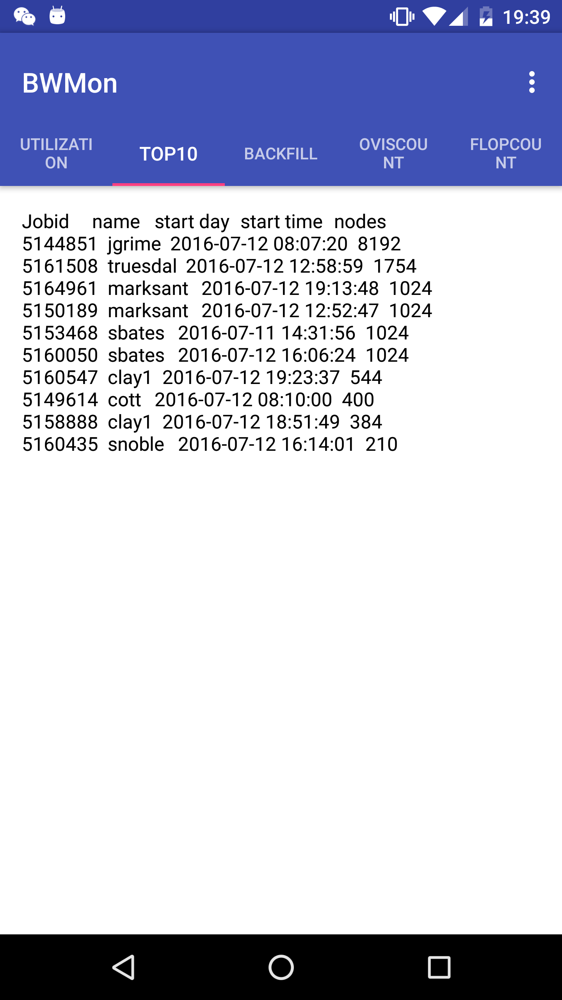 19:39
BWMon
UTILIZATI
ON
TOP10
BACKFILL
OVISCOU
NT
FLOPCOU
NT
Jobid name start day start time nodes
5144851 jgrime 2016-07-12 08:07:20 8192
5161508 truesdal 2016-07-12 12:58:59 1754
5164961 marksant 2016-07-12 19:13:48 1024
5150189 marksant 2016-07-12 12:52:47 1024
5153468 sbates 2016-07-11 14:31:56 1024
5160050 sbates 2016-07-12 16:06:24 1024
5160547 clay1 2016-07-12 19:23:37 544
5149614 cott 2016-07-12 08:10:00 400
5158888 clay1 2016-07-12 18:51:49 384
5160435 snoble 2016-07-12 16:14:01 210